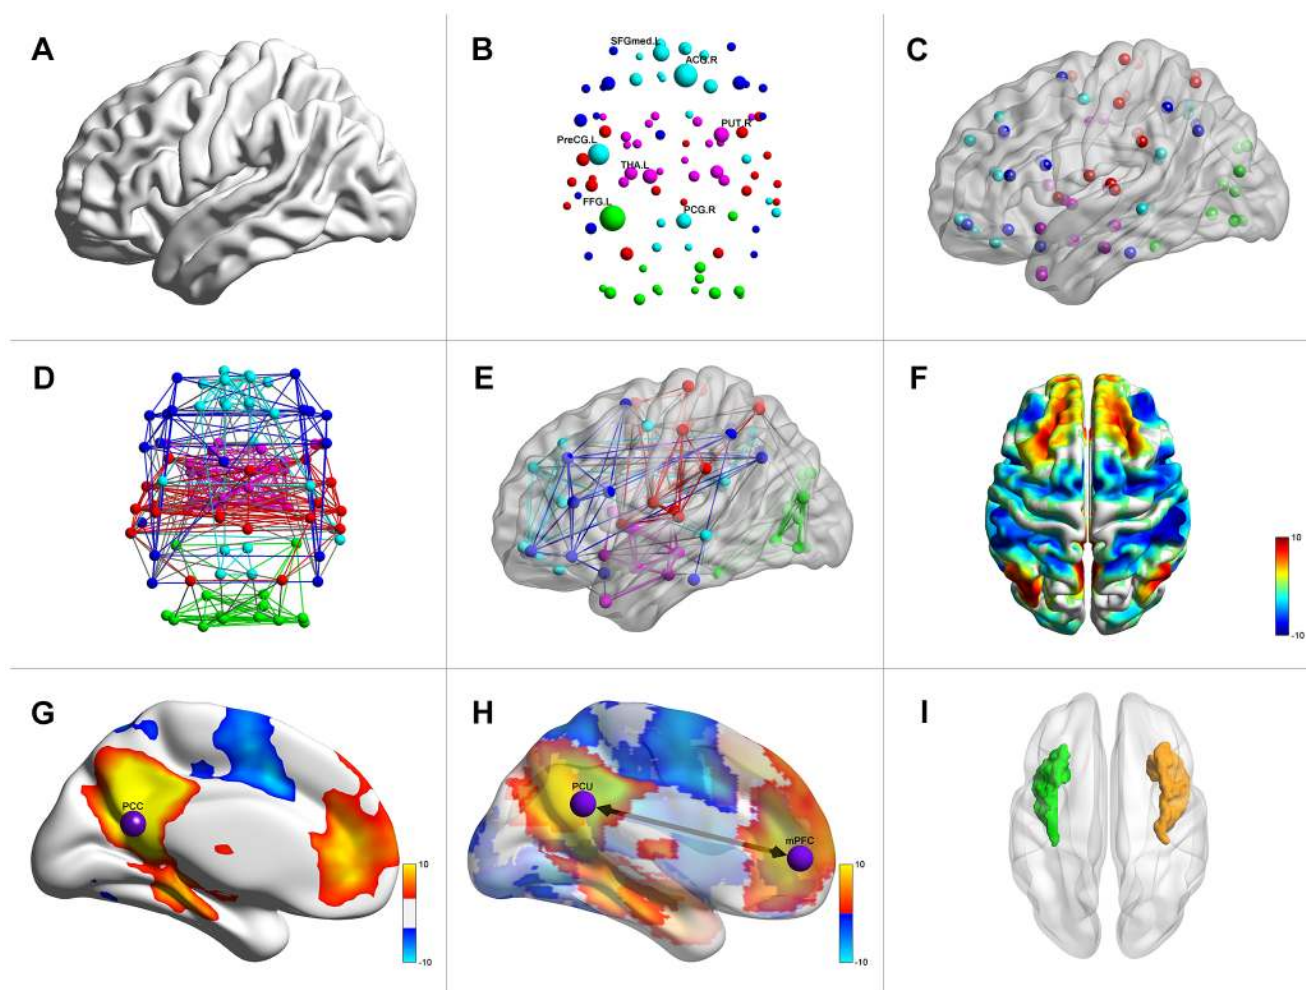 A
B
SFGmed.L
ACG.R
PUT.R
PreCG.L
THA.L
FFG.L
PCG.R
C
D
E
F
10
-10
G
PCC
10
-10
H
PCU
mPFC
10
-10
I